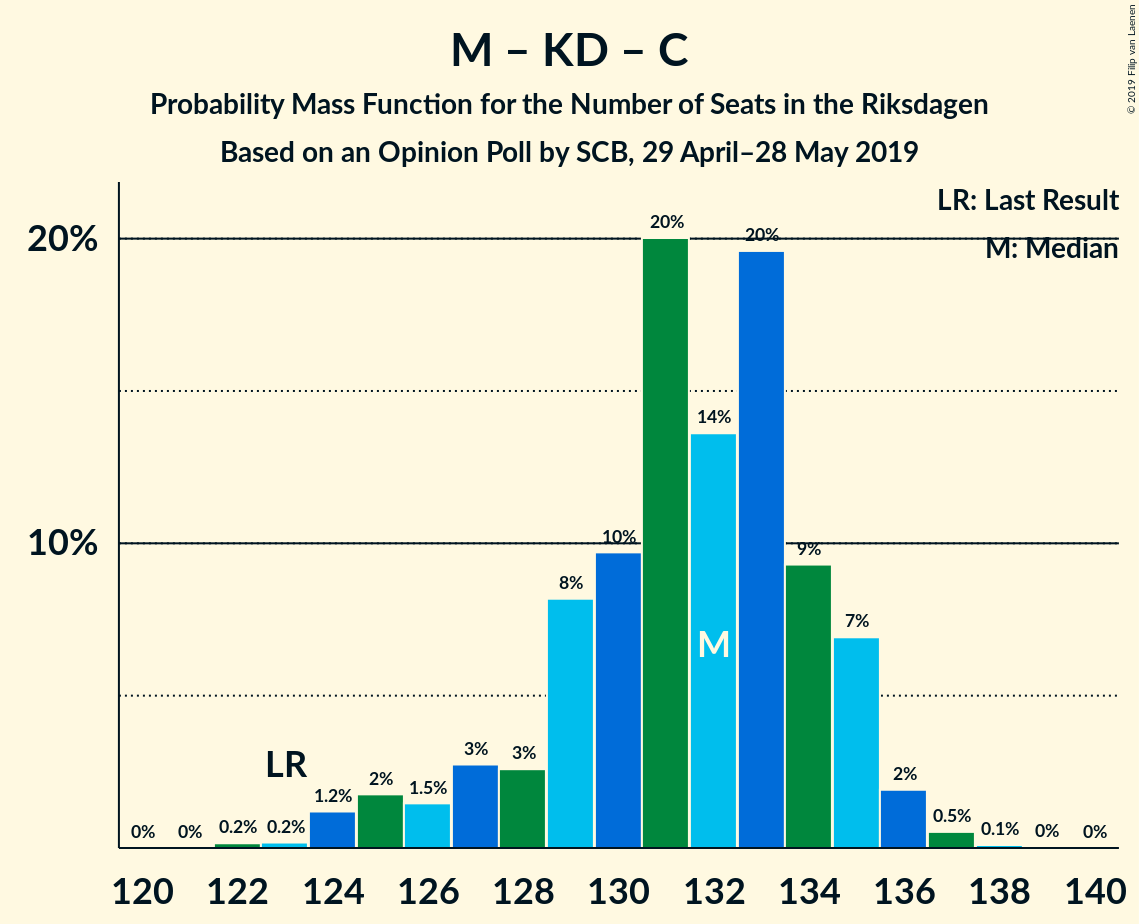 M – KD – C
Probability Mass Function for the Number of Seats in the Riksdagen
Based on an Opinion Poll by SCB, 29 April–28 May 2019
© 2019 Filip van Laenen
LR: Last Result
M: Median
20%
10%
0% 0% 0.2% 0.2% 1.2% 2% 1.5% 3% 3% 8% 10% 20% 14% 20% 9% 7% 2% 0.5% 0.1% 0% 0%
LR
M
120 122 124 126 128 130 132 134 136 138 140